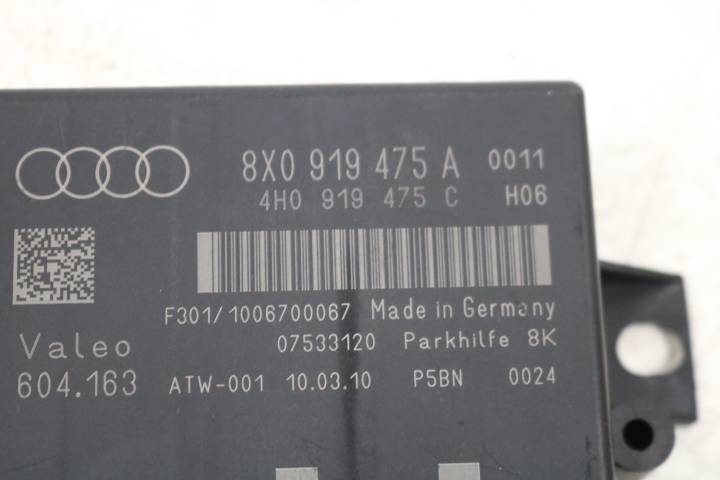 8X0 919 475 A 0011
4H0 919 475 C H06
F301/1006700067 Made in Germany
Valeo 07533120 Parkhilfe 8K
604.163 ATW-001 10.03.10 P5BN 0024